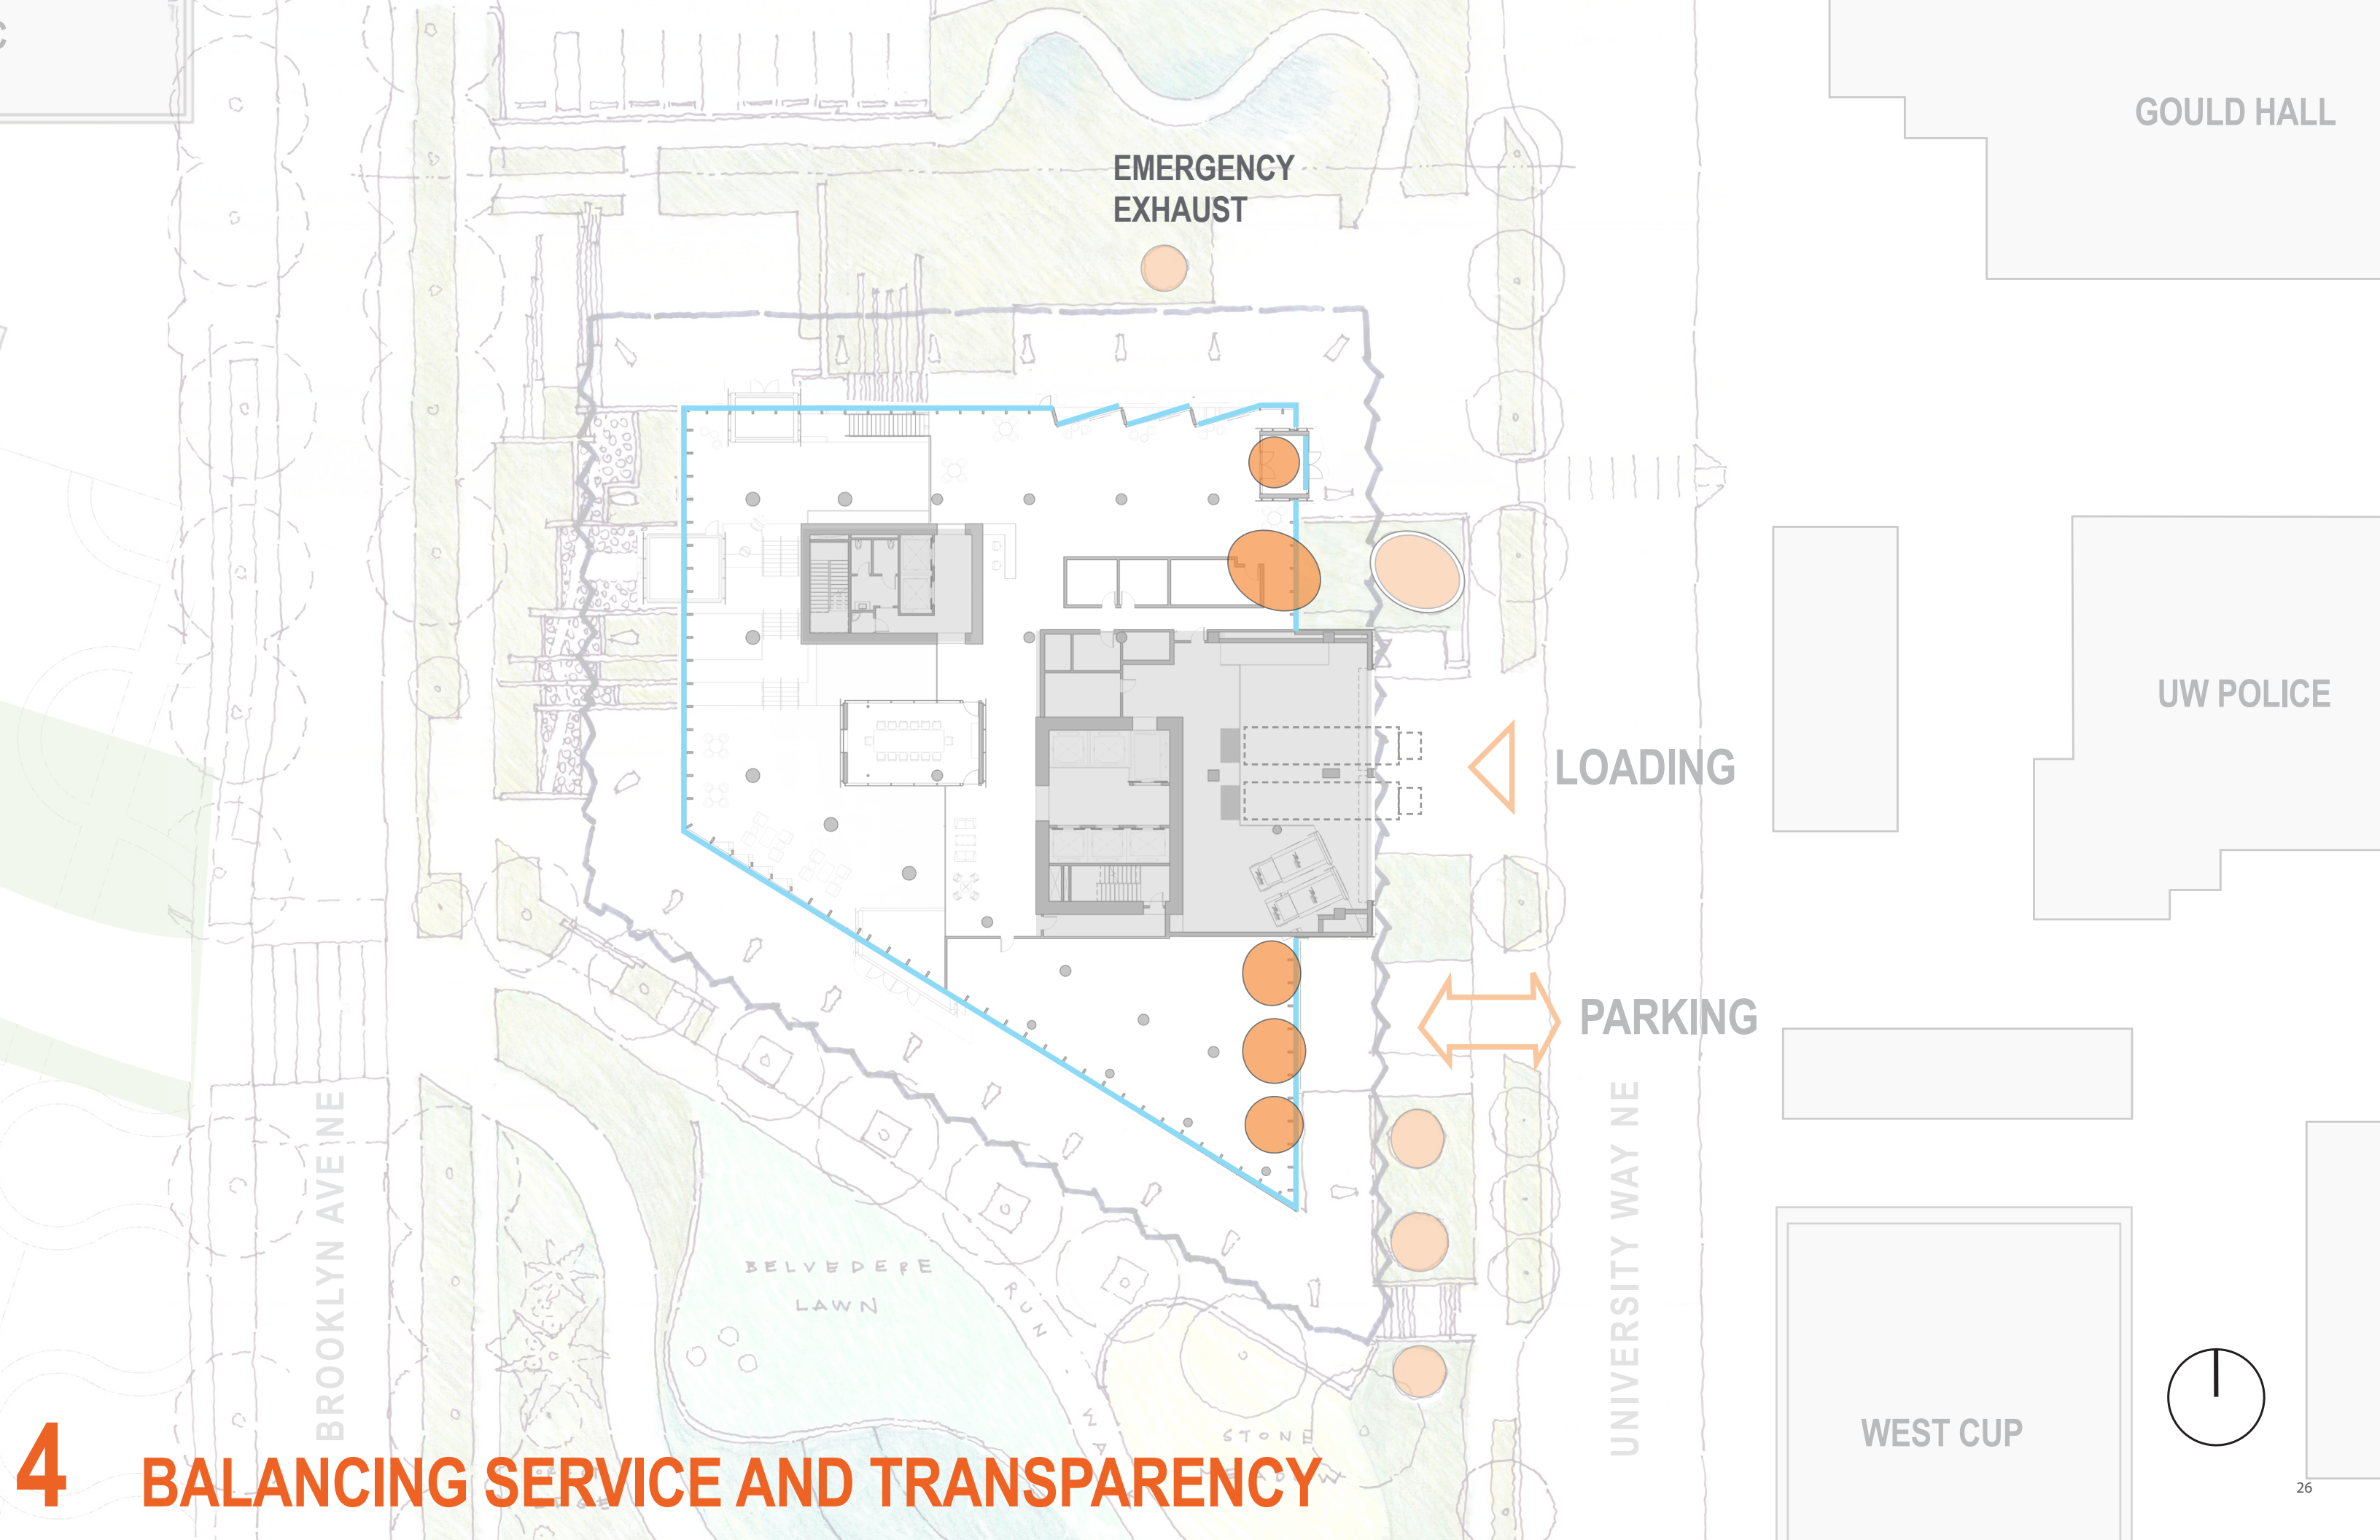 C
GOULD HALL
EMERGENCY
EXHAUST
UW POLICE
LOADING
PARKING
BROOKLYN AVE NE
UNIVERSITY WAY NE
BELVEDERE
LAWN
RUN
WEST CUP
STONE
MEADOW
4 BALANCING SERVICE AND TRANSPARENCY
26